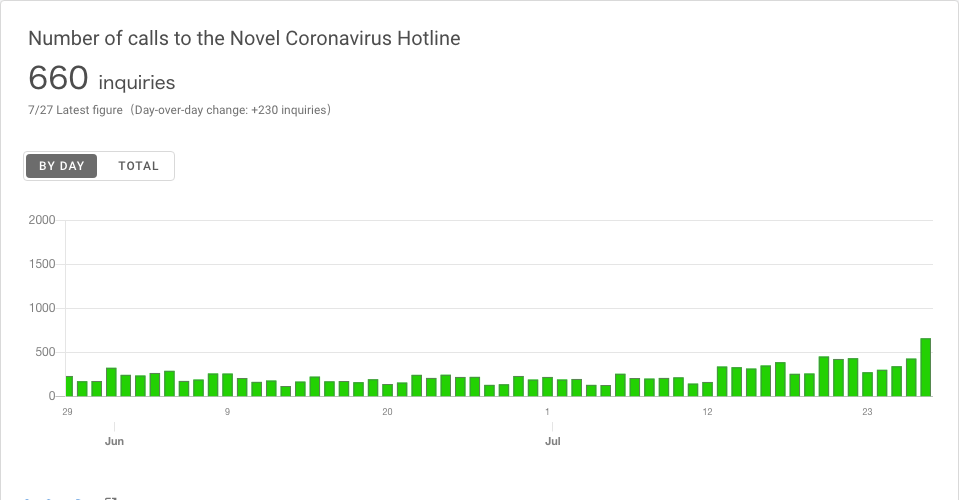 Number of calls to the Novel Coronavirus Hotline
660 inquiries
7/27 Latest figure（Day-over-day change: +230 inquiries）
BY DAY TOTAL
2000
1500
1000
500
0
29 9 20 1 12 23
Jun Jul